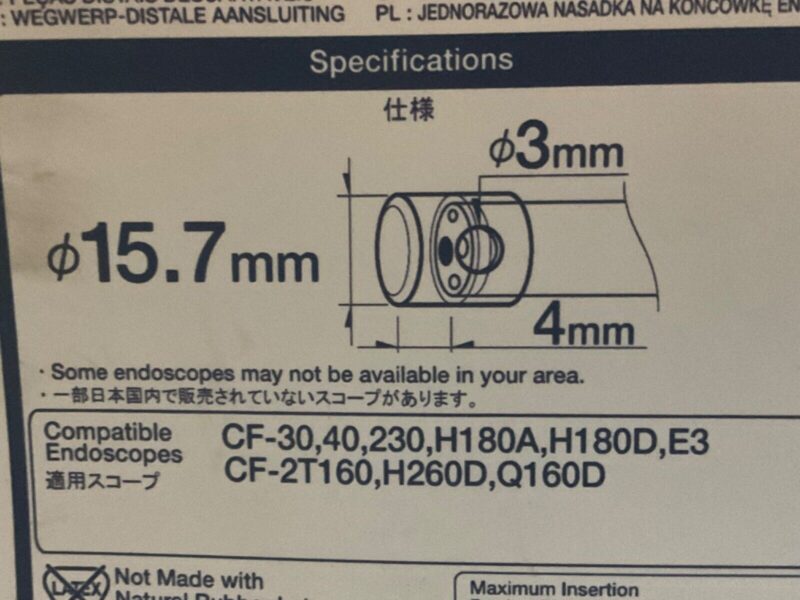 : WEGWERP-DISTALE AANSLUITING PL : JEDNORAZOWA NASADKA NA KOŃCÓWKĘ EN
Specifications
仕様
φ3mm
φ15.7mm
4mm
· Some endoscopes may not be available in your area.
· 一部日本国内で販売されていないスコープがあります。
Compatible
Endoscopes
適用スコープ
CF-30,40,230,H180A,H180D,E3
CF-2T160,H260D,Q160D
LATEX
Not Made with
Maximum Insertion